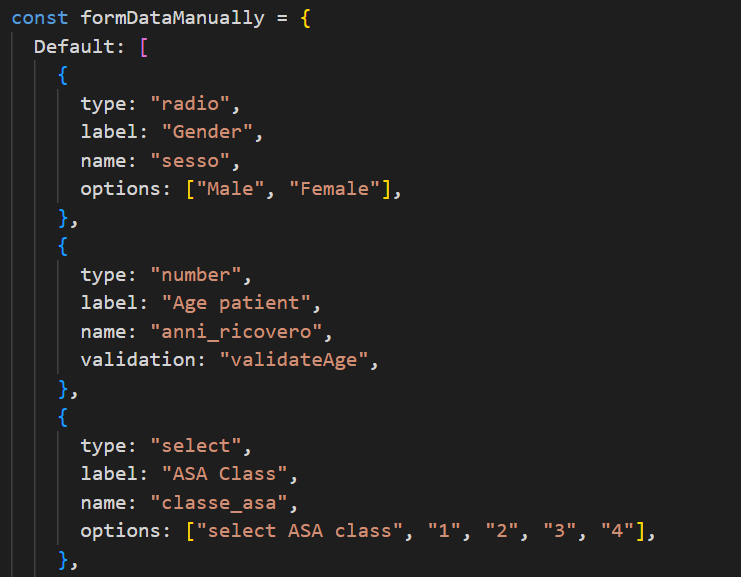 const formDataManually = {
Default: [
{
type: "radio",
label: "Gender",
name: "sesso",
options: ["Male", "Female"],
},
{
type: "number",
label: "Age patient",
name: "anni_ricovero",
validation: "validateAge",
},
{
type: "select",
label: "ASA Class",
name: "classe_asa",
options: ["select ASA class", "1", "2", "3", "4"],
},